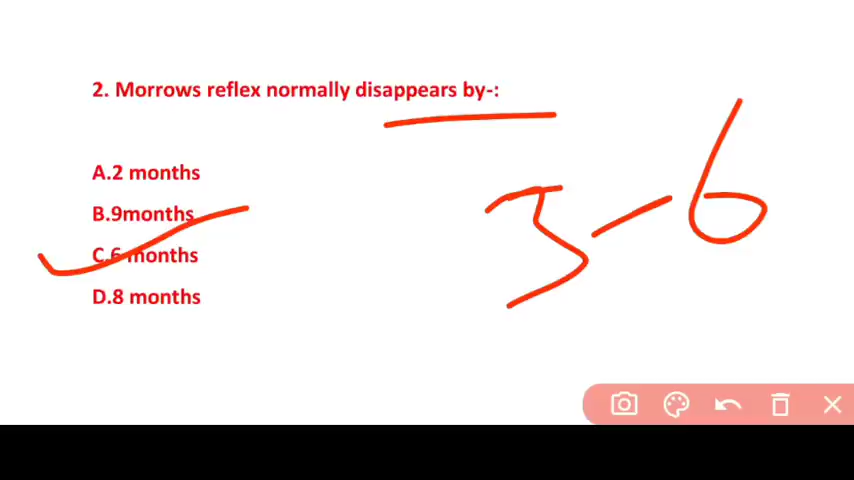 2. Morrows reflex normally disappears by-:
A.2 months
B.9months
C.6 months
D.8 months
3-6